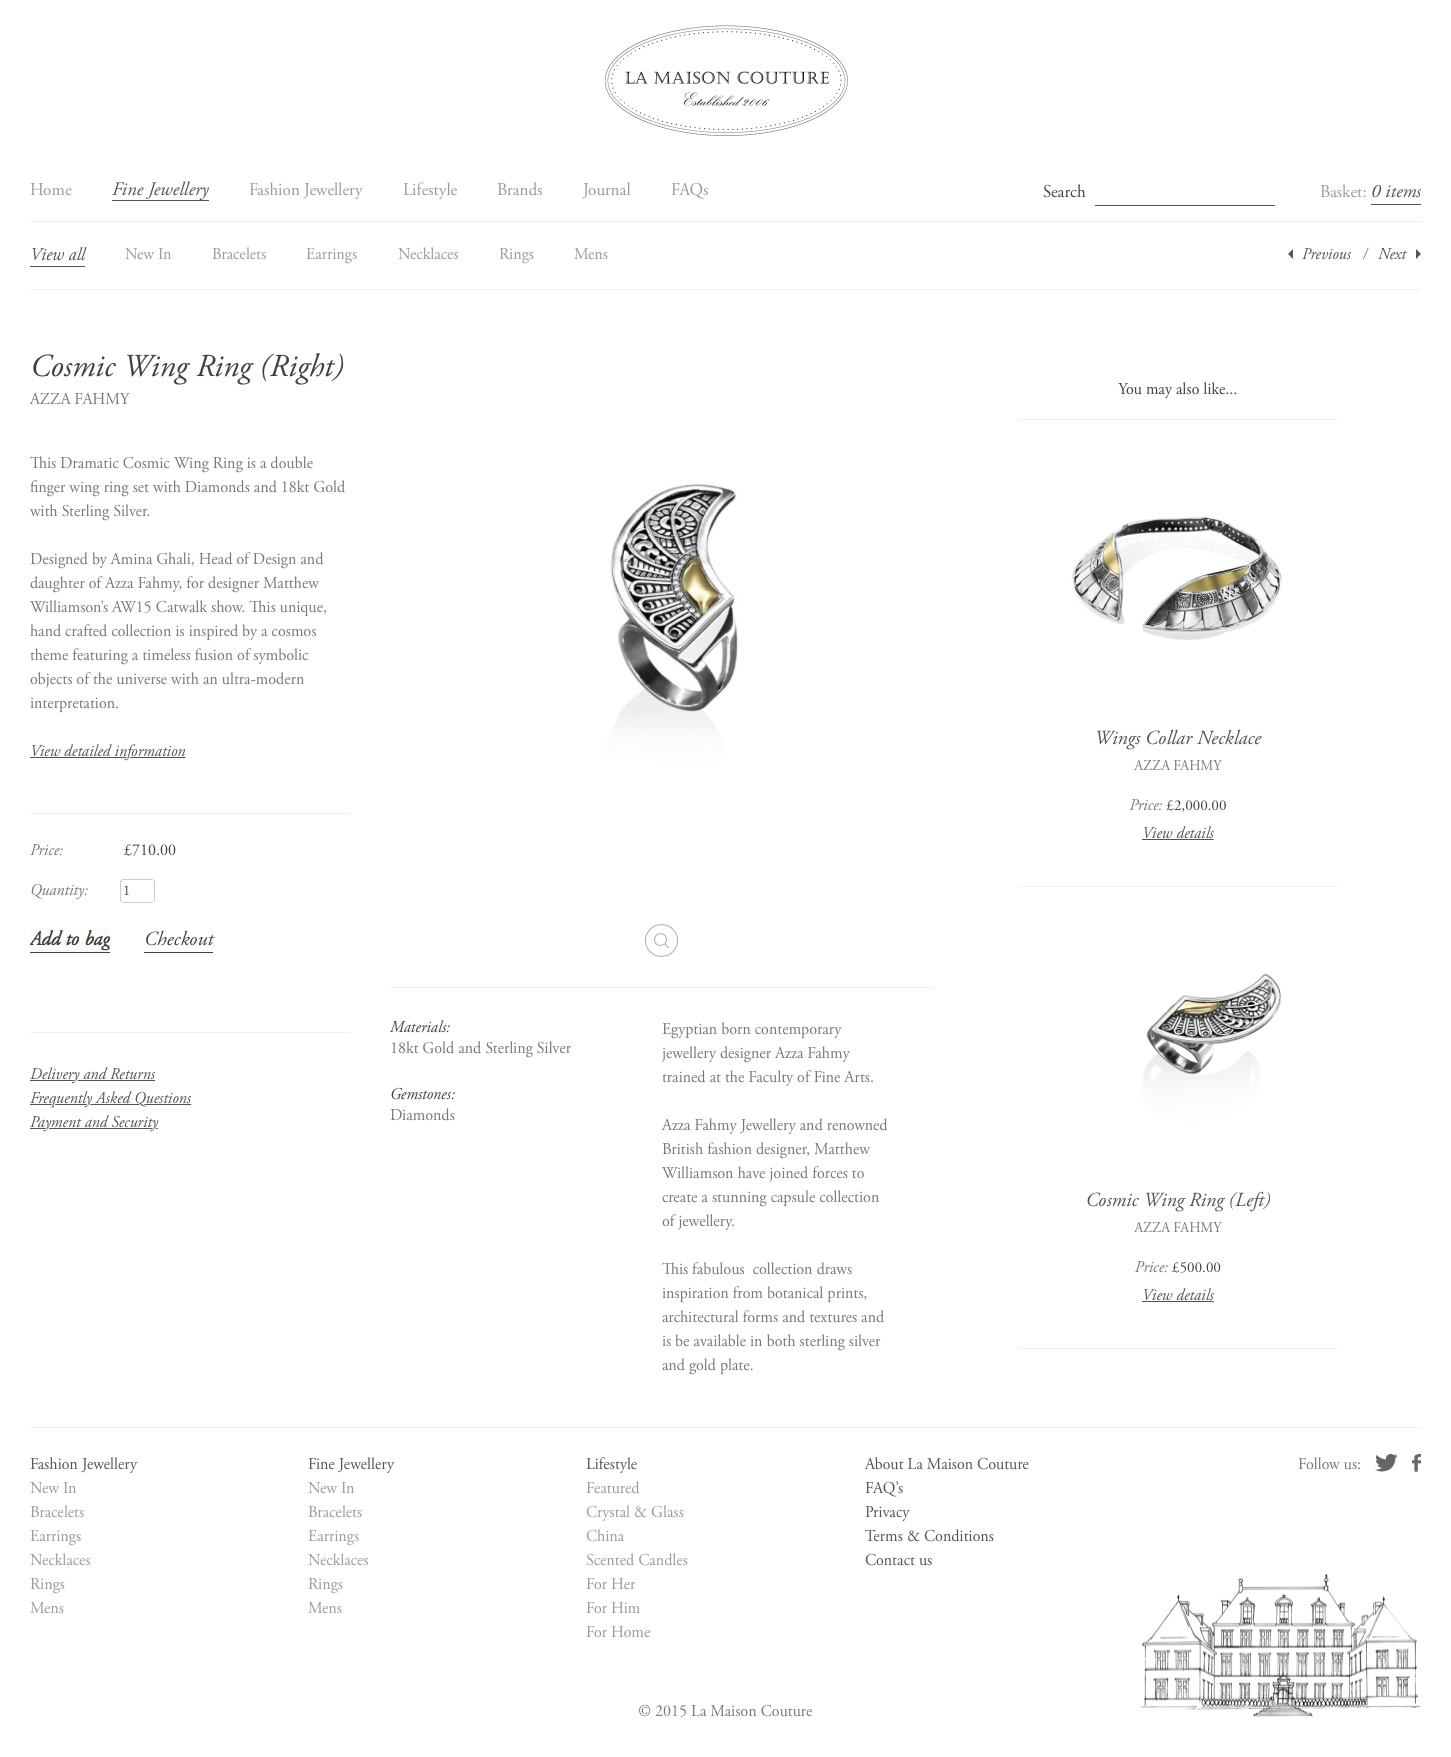 LA MAISON COUTURE
Established 2006
Home Fine Jewellery Fashion Jewellery Lifestyle Brands Journal FAQs Search Basket: 0 items
View all New In Bracelets Earrings Necklaces Rings Mens Previous / Next
Cosmic Wing Ring (Right)
AZZA FAHMY
This Dramatic Cosmic Wing Ring is a double
finger wing ring set with Diamonds and 18kt Gold
with Sterling Silver.
Designed by Amina Ghali, Head of Design and
daughter of Azza Fahmy, for designer Matthew
Williamson's AW15 Catwalk show. This unique,
hand crafted collection is inspired by a cosmos
theme featuring a timeless fusion of symbolic
objects of the universe with an ultra-modern
interpretation.
View detailed information
Price: £710.00
Quantity: 1
Add to bag Checkout
Delivery and Returns
Frequently Asked Questions
Payment and Security
Materials:
18kt Gold and Sterling Silver
Gemstones:
Diamonds
Egyptian born contemporary
jewellery designer Azza Fahmy
trained at the Faculty of Fine Arts.
Azza Fahmy Jewellery and renowned
British fashion designer, Matthew
Williamson have joined forces to
create a stunning capsule collection
of jewellery.
This fabulous  collection draws
inspiration from botanical prints,
architectural forms and textures and
is be available in both sterling silver
and gold plate.
You may also like...
Wings Collar Necklace
AZZA FAHMY
Price: £2,000.00
View details
Cosmic Wing Ring (Left)
AZZA FAHMY
Price: £500.00
View details
Fashion Jewellery
New In
Bracelets
Earrings
Necklaces
Rings
Mens
Fine Jewellery
New In
Bracelets
Earrings
Necklaces
Rings
Mens
Lifestyle
Featured
Crystal & Glass
China
Scented Candles
For Her
For Him
For Home
About La Maison Couture
FAQ's
Privacy
Terms & Conditions
Contact us
Follow us:
© 2015 La Maison Couture